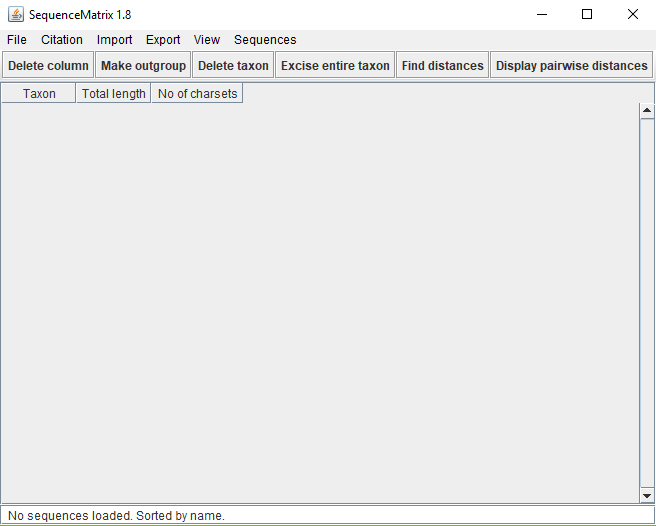 SequenceMatrix 1.8
File Citation Import Export View Sequences
Delete column Make outgroup Delete taxon Excise entire taxon Find distances Display pairwise distances
Taxon Total length No of charsets
No sequences loaded. Sorted by name.